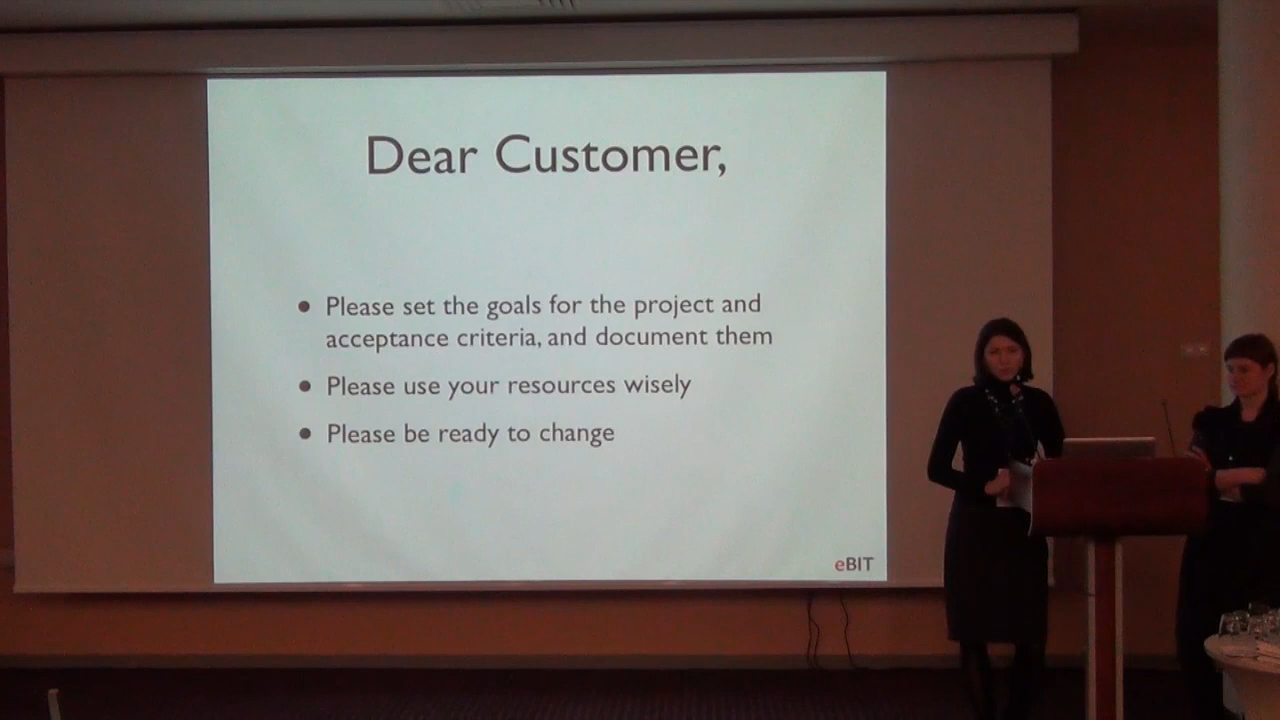 Dear Customer,
• Please set the goals for the project and
acceptance criteria, and document them
• Please use your resources wisely
• Please be ready to change
eBIT